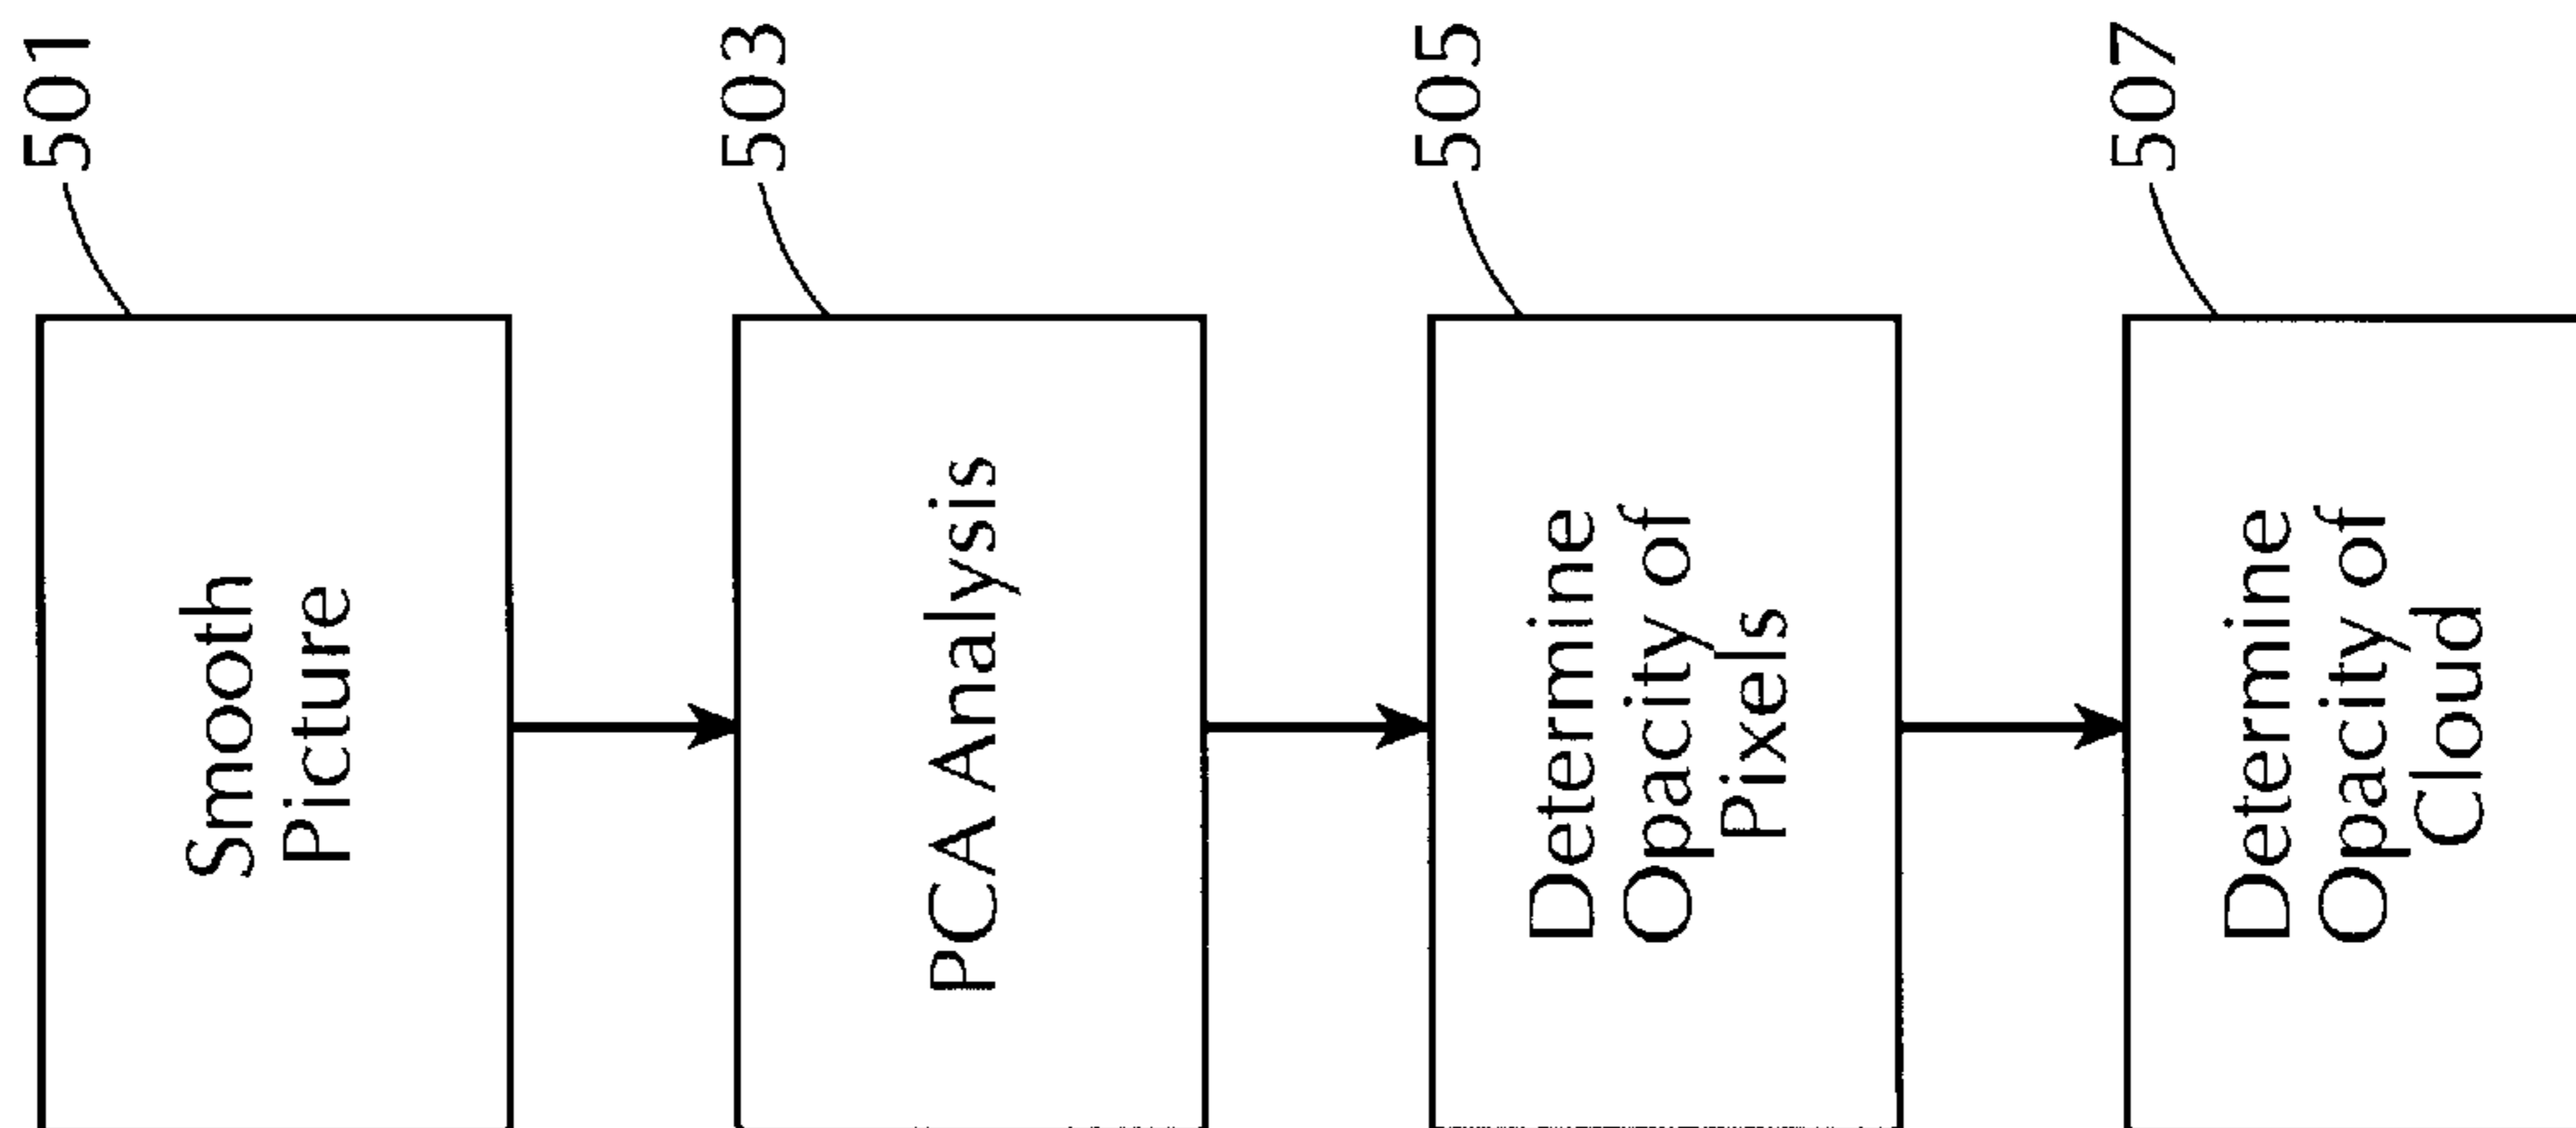 501
Smooth
Picture
503
PCA Analysis
505
Determine
Opacity of
Pixels
507
Determine
Opacity of
Cloud